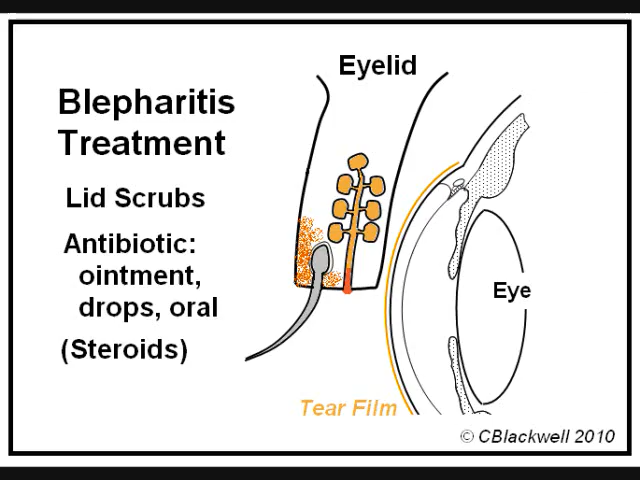 Eyelid
Blepharitis
Treatment
Lid Scrubs
Antibiotic:
ointment,
drops, oral
(Steroids)
Eye
Tear Film
© CBlackwell 2010